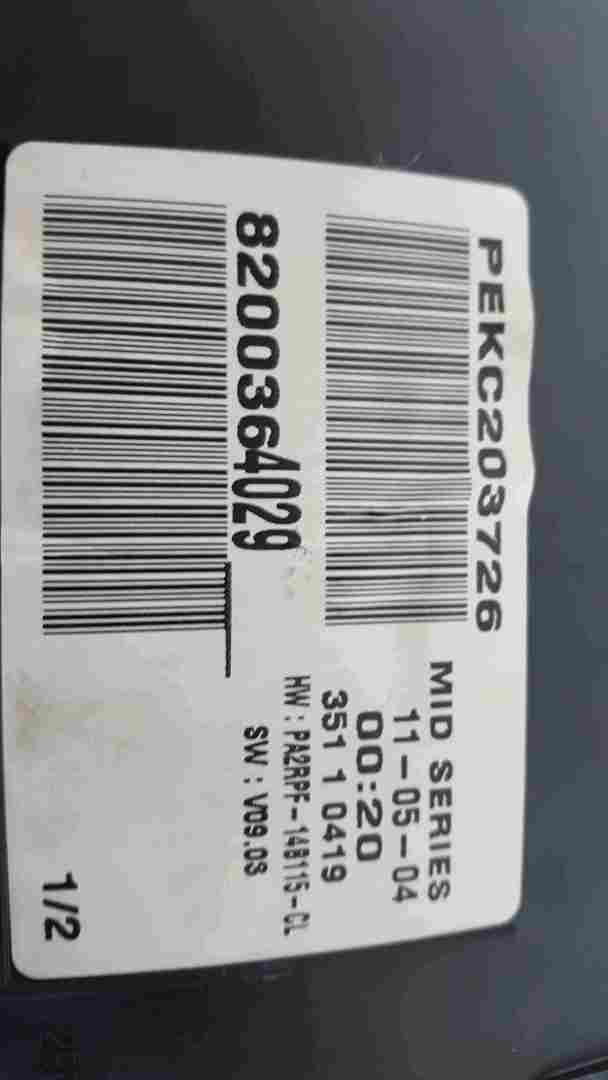 PEKC203726
MID SERIES
11-05-04
00:20
351 1 0419
8200364029
HW : PA2RPF-14B115-CL
SW : V09.0S
1/2